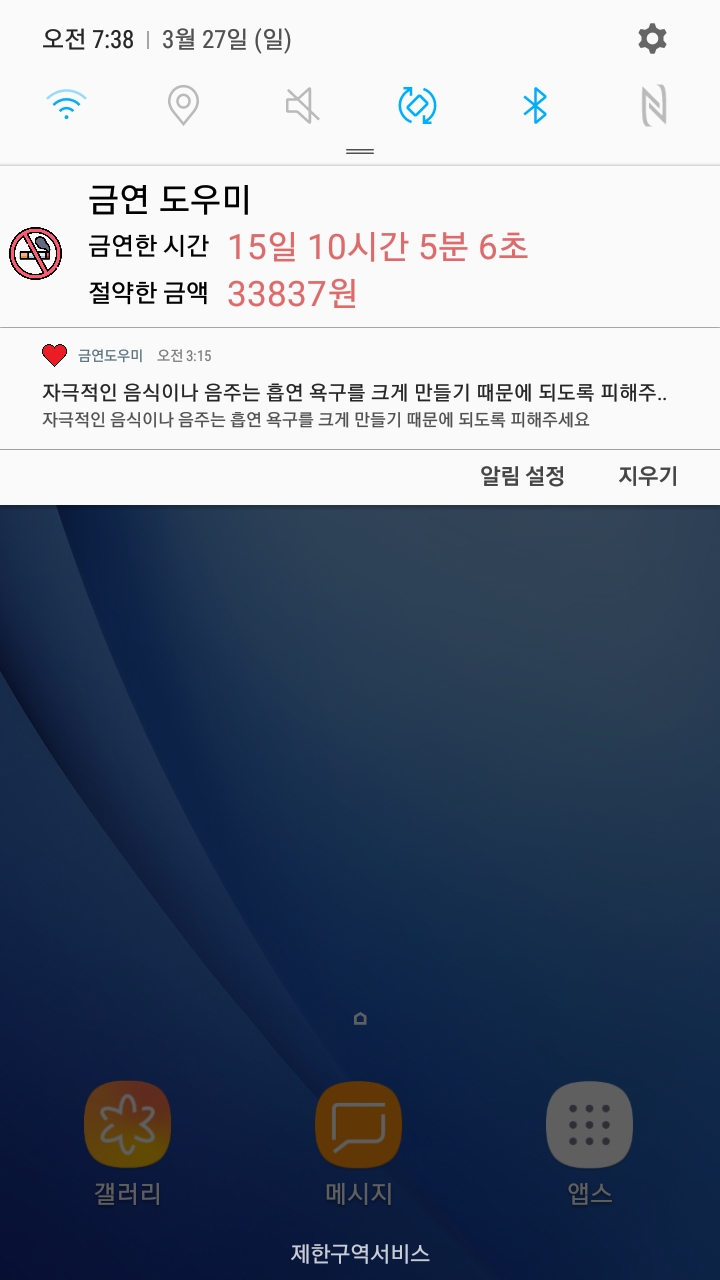 오전 7:38 | 3월 27일 (일)
금연 도우미
금연한 시간 15일 10시간 5분 6초
절약한 금액 33837원
금연도우미 오전 3:15
자극적인 음식이나 음주는 흡연 욕구를 크게 만들기 때문에 되도록 피해주..
자극적인 음식이나 음주는 흡연 욕구를 크게 만들기 때문에 되도록 피해주세요
알림 설정 지우기
갤러리 메시지 앱스
제한구역서비스